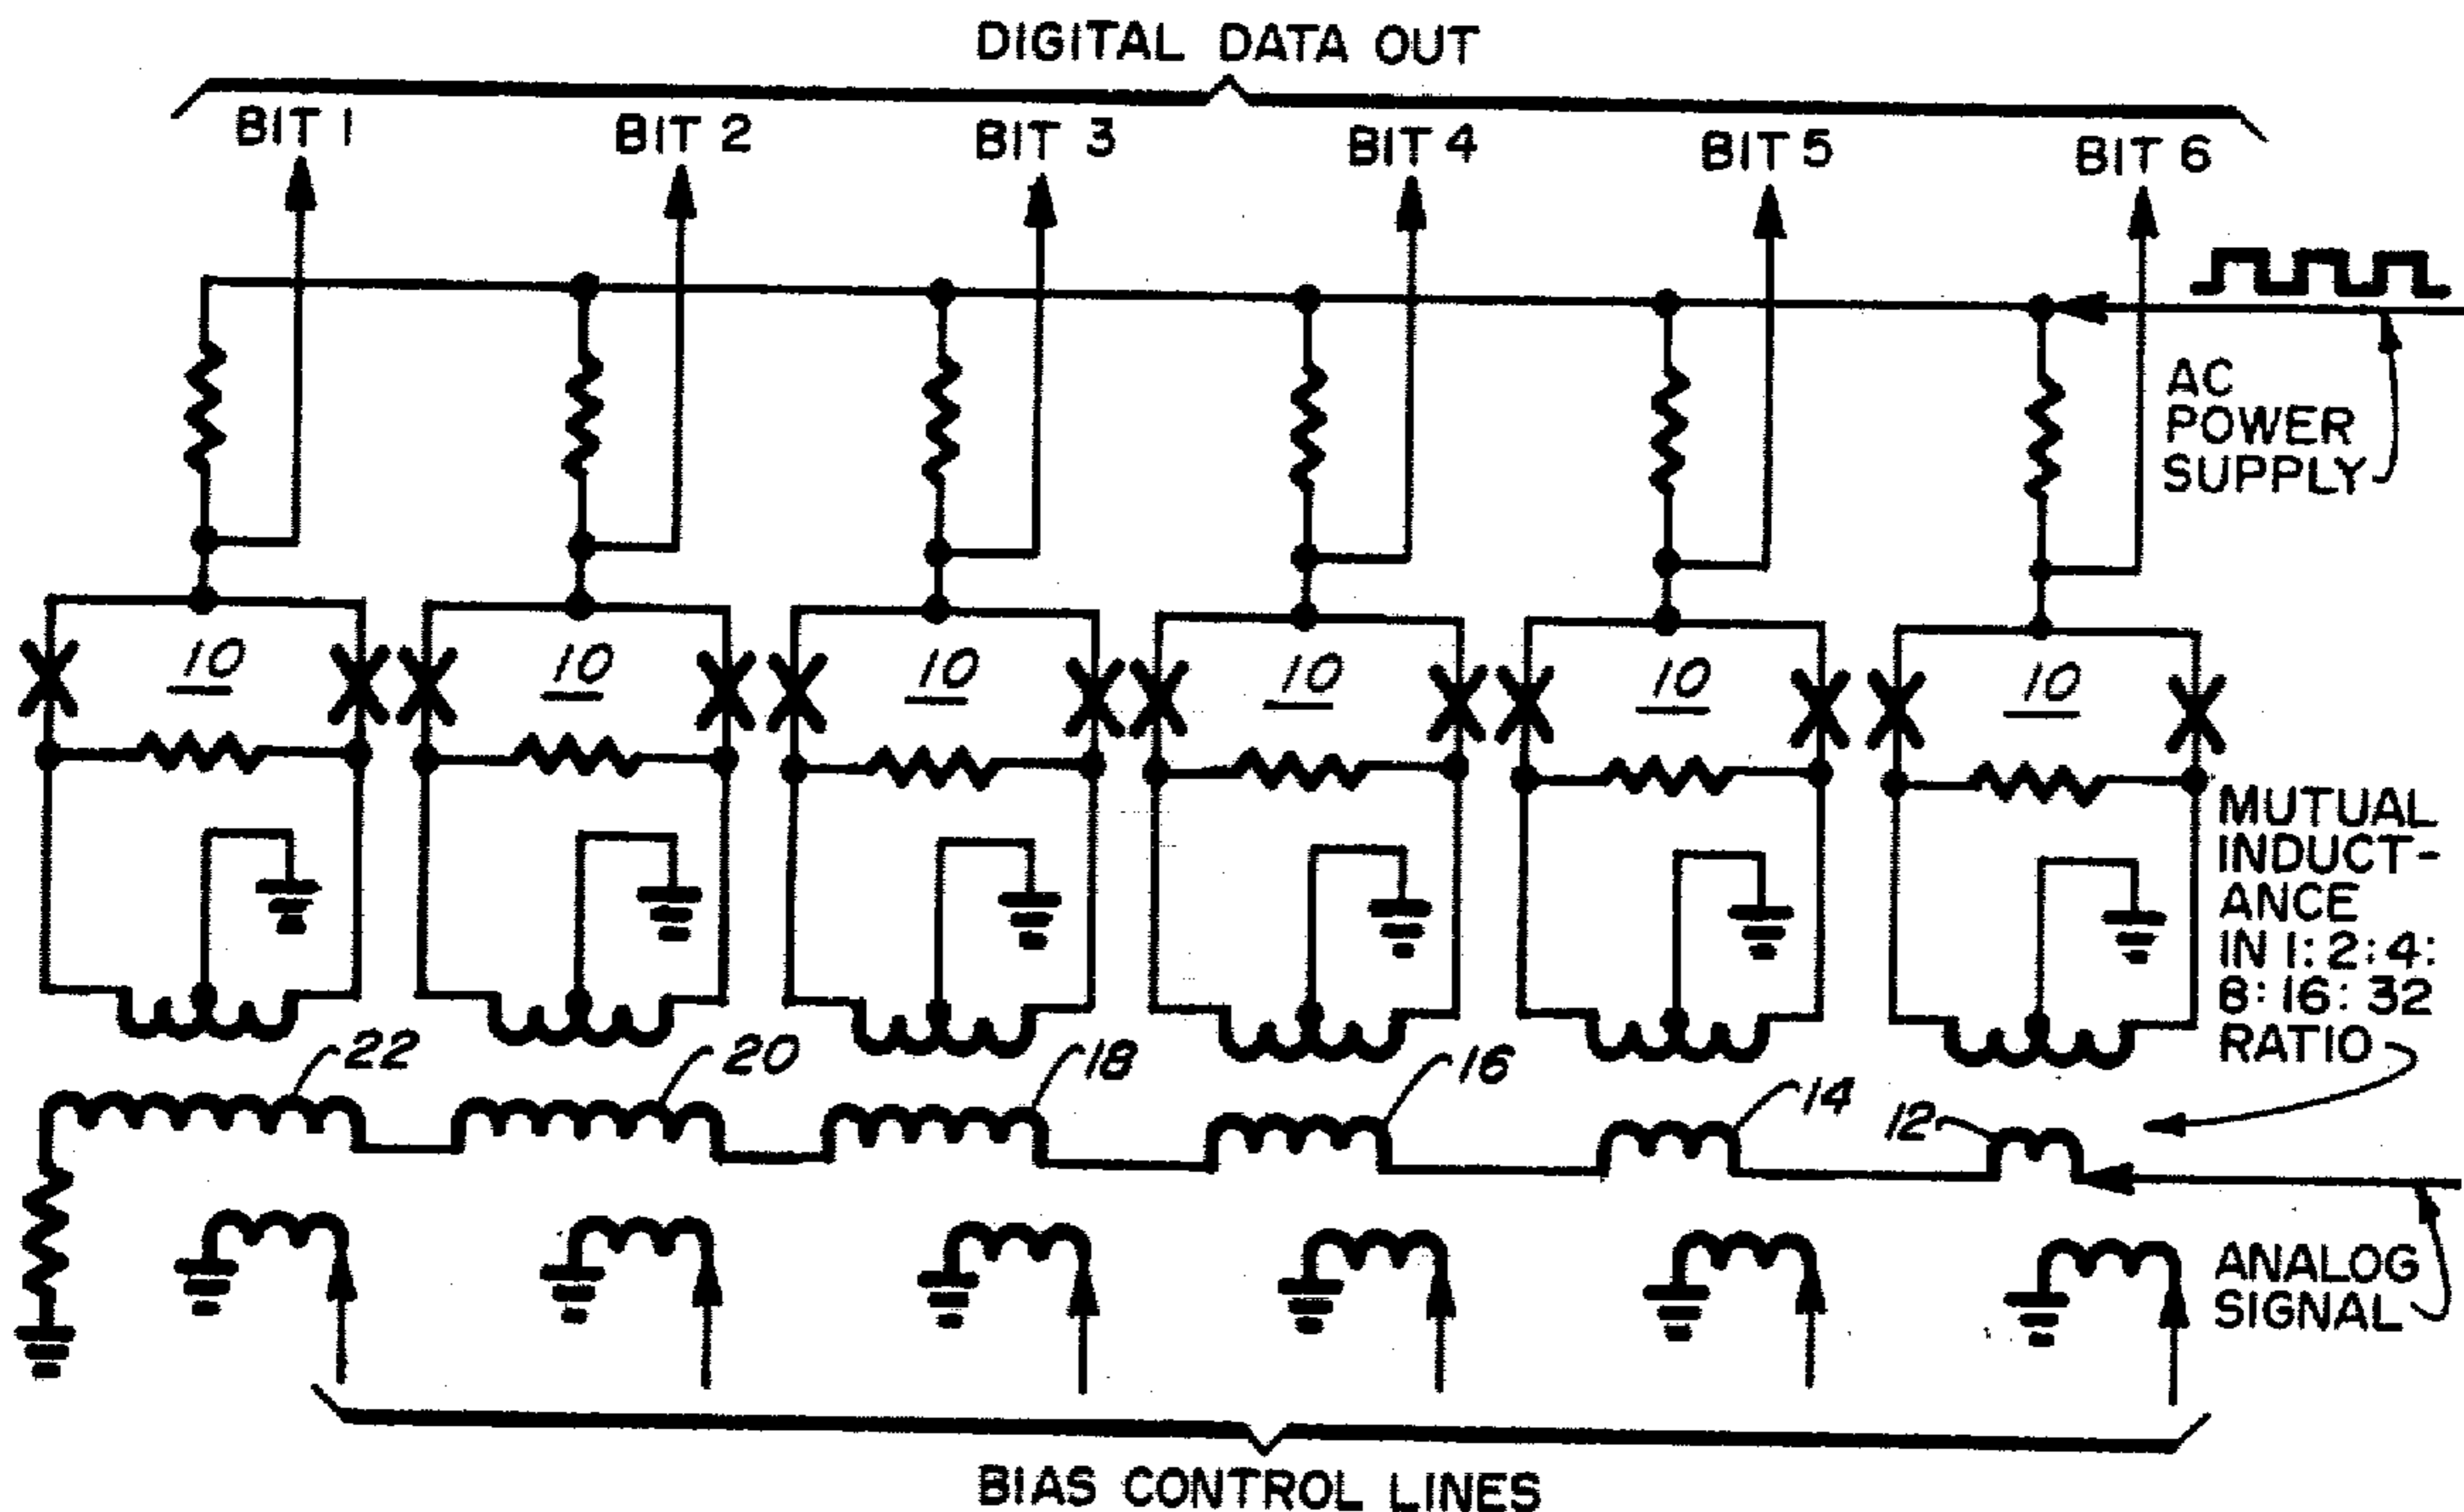 DIGITAL DATA OUT
BIT 1
BIT 2
BIT 3
BIT 4
BIT 5
BIT 6
AC
POWER
SUPPLY
10
10
10
10
10
10
MUTUAL
INDUCT-
ANCE
IN 1:2:4:
8:16:32
RATIO
22
20
18
16
14
12
ANALOG
SIGNAL
BIAS CONTROL LINES